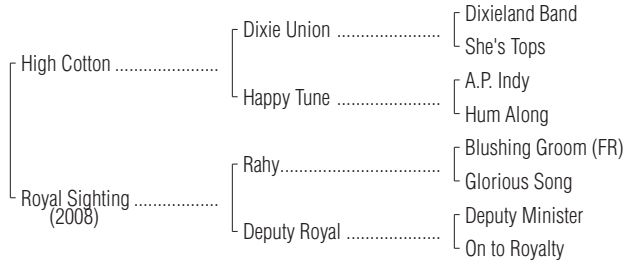 Dixieland Band
Dixie Union
She's Tops
High Cotton
A.P. Indy
Happy Tune
Hum Along
Blushing Groom (FR)
Rahy
Glorious Song
Royal Sighting
(2008)
Deputy Minister
Deputy Royal
On to Royalty